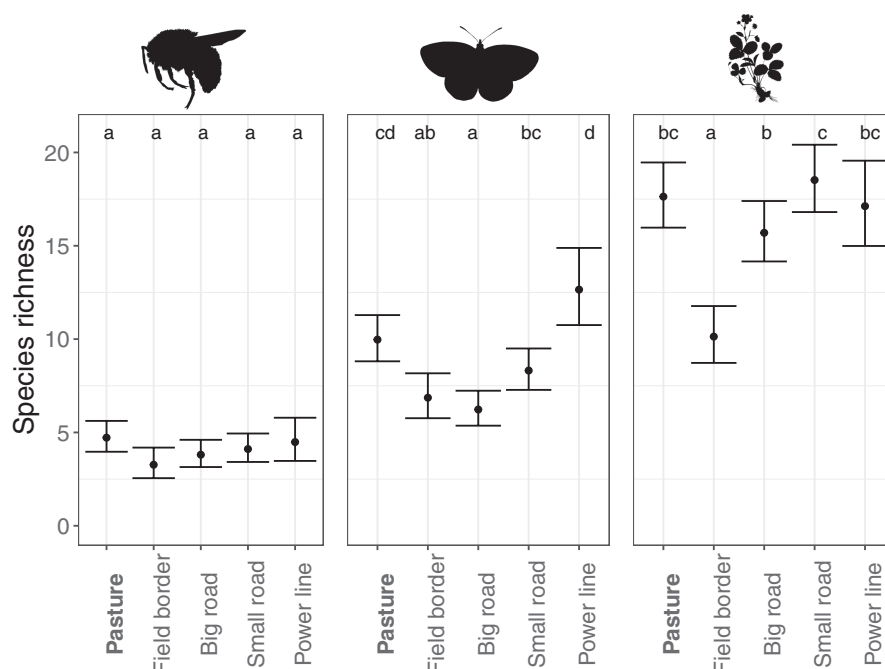 a a a a a
cd ab a bc d
bc a b c bc
Species richness
20
15
10
5
0
Pasture
Field border
Big road
Small road
Power line
Pasture
Field border
Big road
Small road
Power line
Pasture
Field border
Big road
Small road
Power line